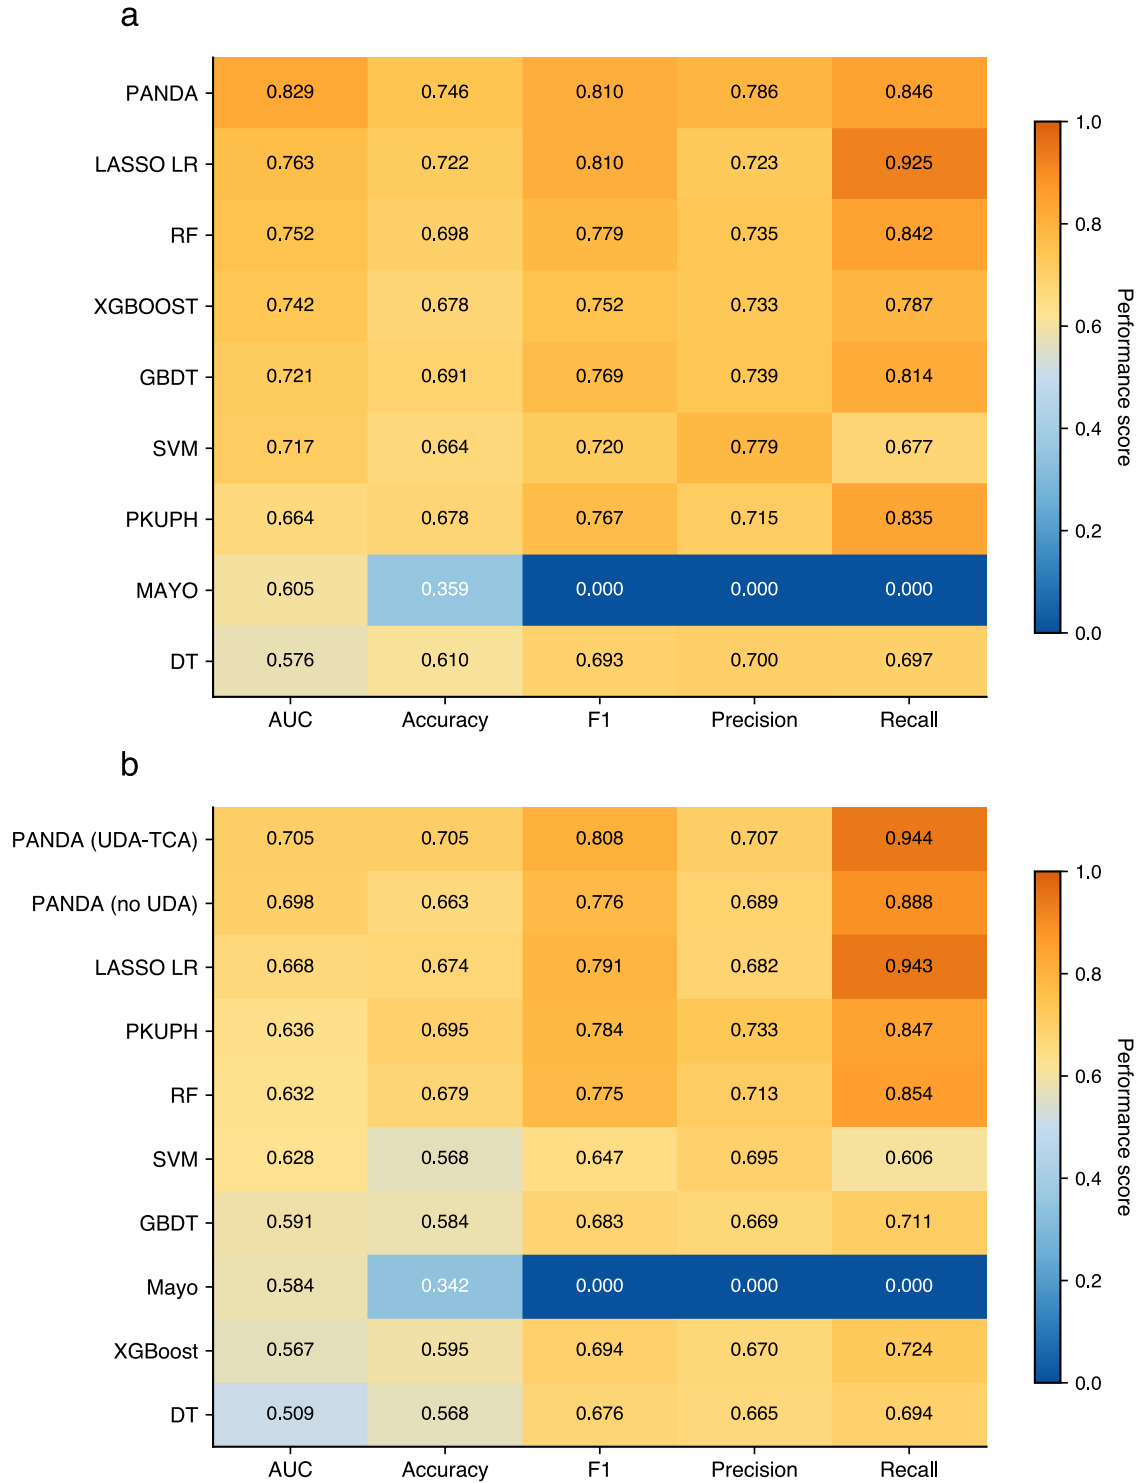 a
PANDA 0.829 0.746 0.810 0.786 0.846
LASSO LR 0.763 0.722 0.810 0.723 0.925
RF 0.752 0.698 0.779 0.735 0.842
XGBOOST 0.742 0.678 0.752 0.733 0.787
GBDT 0.721 0.691 0.769 0.739 0.814
SVM 0.717 0.664 0.720 0.779 0.677
PKUPH 0.664 0.678 0.767 0.715 0.835
MAYO 0.605 0.359 0.000 0.000 0.000
DT 0.576 0.610 0.693 0.700 0.697
AUC Accuracy F1 Precision Recall
1.0
0.8
0.6
0.4
0.2
0.0
Performance score
b
PANDA (UDA-TCA) 0.705 0.705 0.808 0.707 0.944
PANDA (no UDA) 0.698 0.663 0.776 0.689 0.888
LASSO LR 0.668 0.674 0.791 0.682 0.943
PKUPH 0.636 0.695 0.784 0.733 0.847
RF 0.632 0.679 0.775 0.713 0.854
SVM 0.628 0.568 0.647 0.695 0.606
GBDT 0.591 0.584 0.683 0.669 0.711
Mayo 0.584 0.342 0.000 0.000 0.000
XGBoost 0.567 0.595 0.694 0.670 0.724
DT 0.509 0.568 0.676 0.665 0.694
AUC Accuracy F1 Precision Recall
1.0
0.8
0.6
0.4
0.2
0.0
Performance score